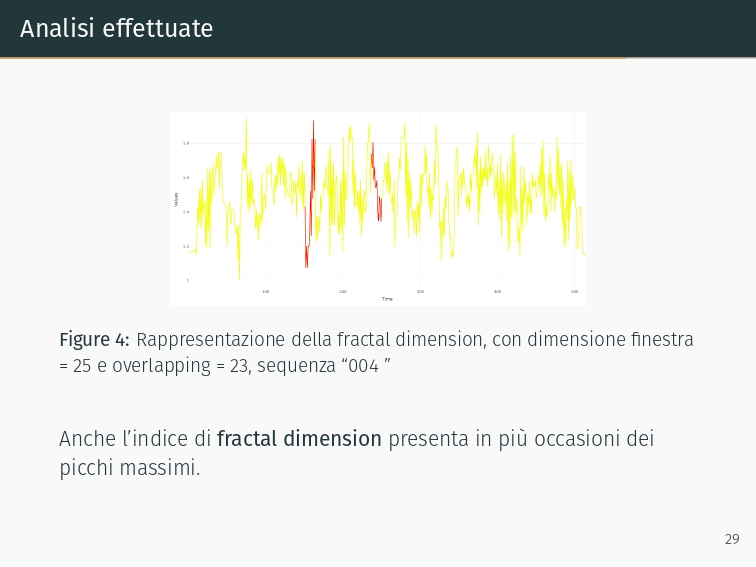 Analisi effettuate
1.8
1.6
1.4
1.2
1
Values
100
200
300
400
500
Time
Figure 4: Rappresentazione della fractal dimension, con dimensione finestra
= 25 e overlapping = 23, sequenza “004 ”
Anche l’indice di fractal dimension presenta in più occasioni dei
picchi massimi.
29